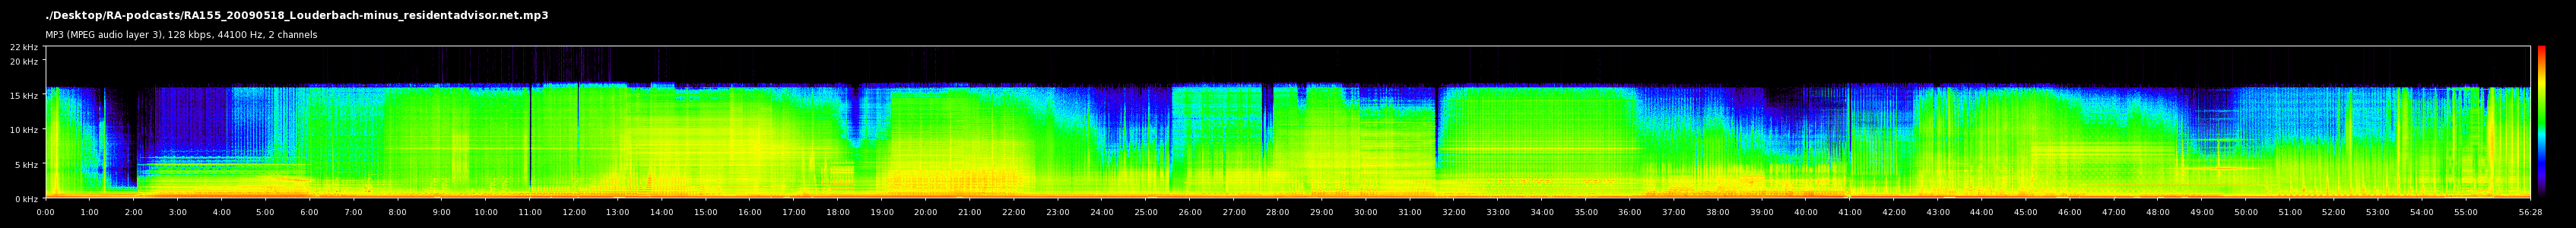 ./Desktop/RA-podcasts/RA155_20090518_Louderbach-minus_residentadvisor.net.mp3
MP3 (MPEG audio layer 3), 128 kbps, 44100 Hz, 2 channels
22 kHz
20 kHz
15 kHz
10 kHz
5 kHz
0 kHz
0:00 1:00 2:00 3:00 4:00 5:00 6:00 7:00 8:00 9:00 10:00 11:00 12:00 13:00 14:00 15:00 16:00 17:00 18:00 19:00 20:00 21:00 22:00 23:00 24:00 25:00 26:00 27:00 28:00 29:00 30:00 31:00 32:00 33:00 34:00 35:00 36:00 37:00 38:00 39:00 40:00 41:00 42:00 43:00 44:00 45:00 46:00 47:00 48:00 49:00 50:00 51:00 52:00 53:00 54:00 55:00 56:28